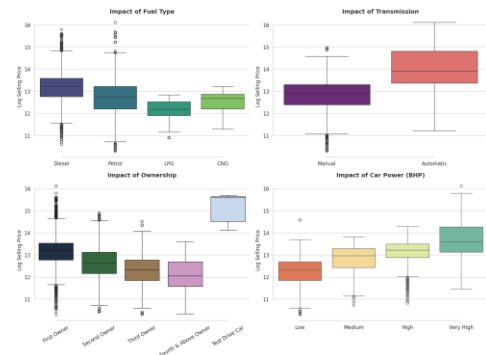 Impact of Fuel Type
Log Selling Price
16
15
14
13
12
11
Diesel Petrol LPG CNG
Impact of Transmission
Log Selling Price
16
15
14
13
12
11
Manual Automatic
Impact of Ownership
Log Selling Price
16
15
14
13
12
11
First Owner Second Owner Third Owner Fourth & Above Owner Test Drive Car
Impact of Car Power (BHP)
Log Selling Price
16
15
14
13
12
11
Low Medium High Very High